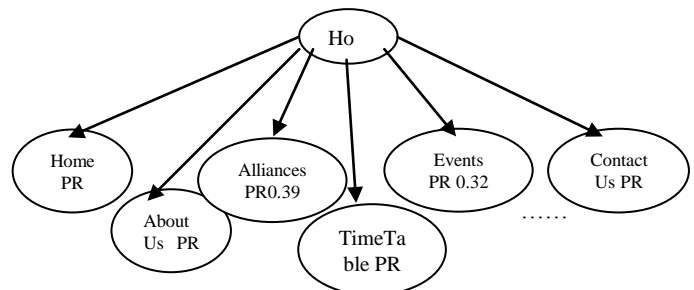 Ho
Home
PR
About
Us PR
Alliances
PR0.39
TimeTa
ble PR
Events
PR 0.32
Contact
Us PR
......